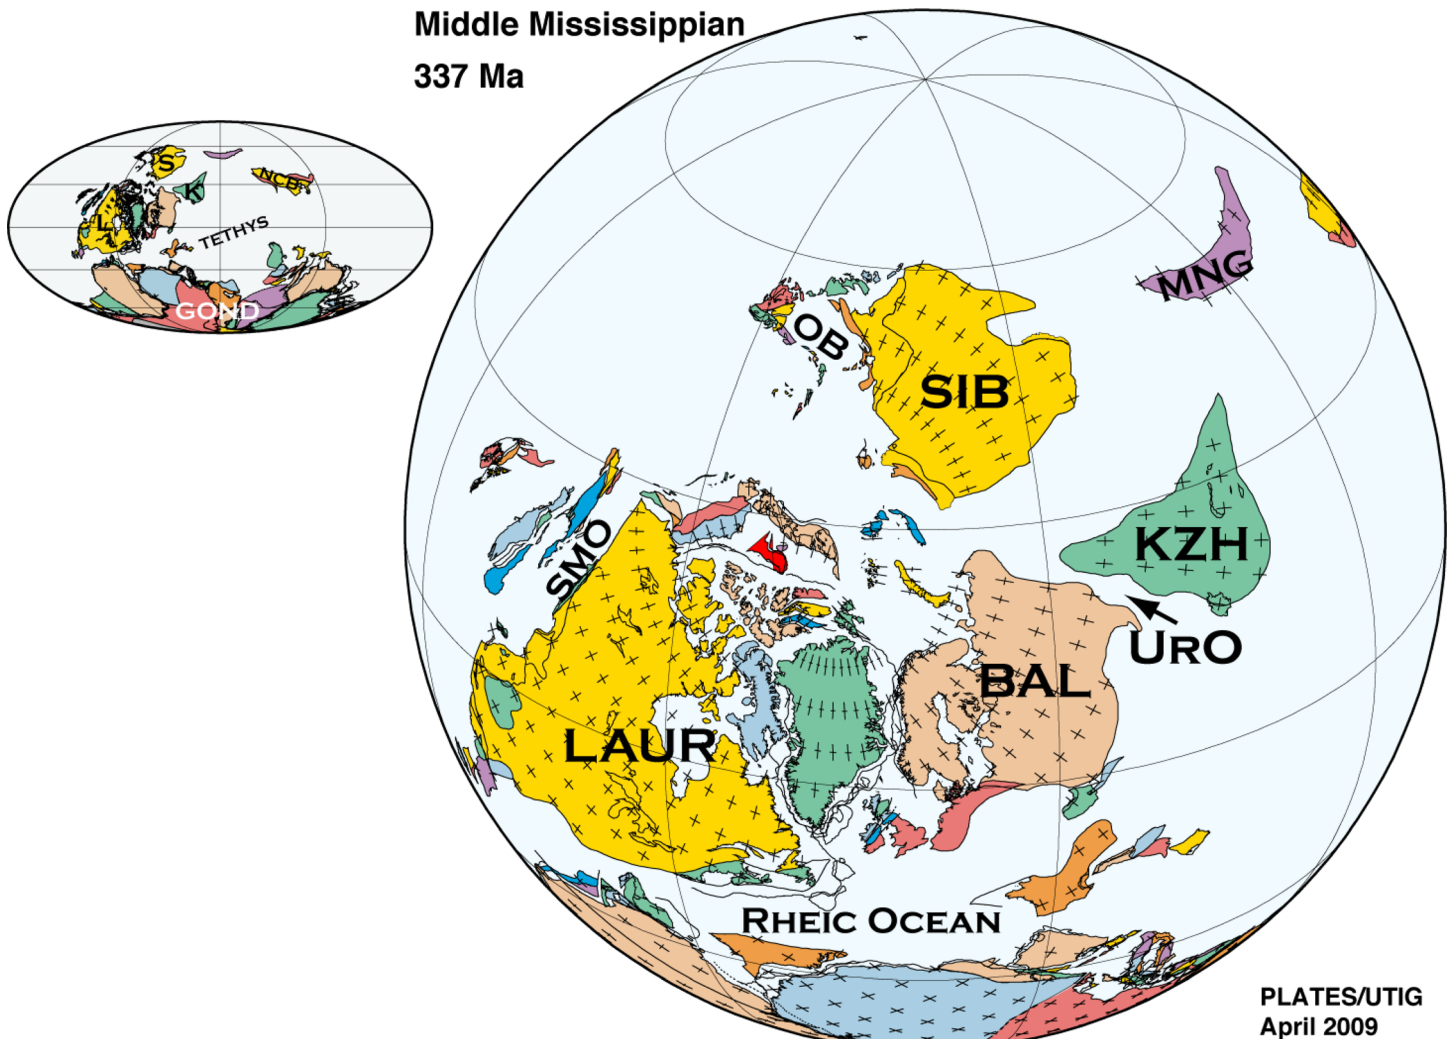 Middle Mississippian
337 Ma
S
NCB
K
L
TETHYS
GOND
MNG
OB
SIB
SMO
KZH
URO
BAL
LAUR
RHEIC OCEAN
PLATES/UTIG
April 2009